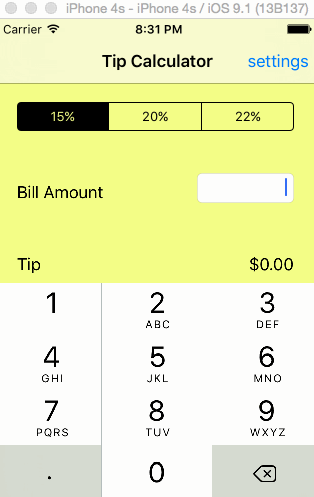 iPhone 4s - iPhone 4s / iOS 9.1 (13B137)
Carrier 8:31 PM
Tip Calculator settings
15% 20% 22%
Bill Amount
Tip $0.00
1 2 3
ABC DEF
4 5 6
GHI JKL MNO
7 8 9
PQRS TUV WXYZ
. 0